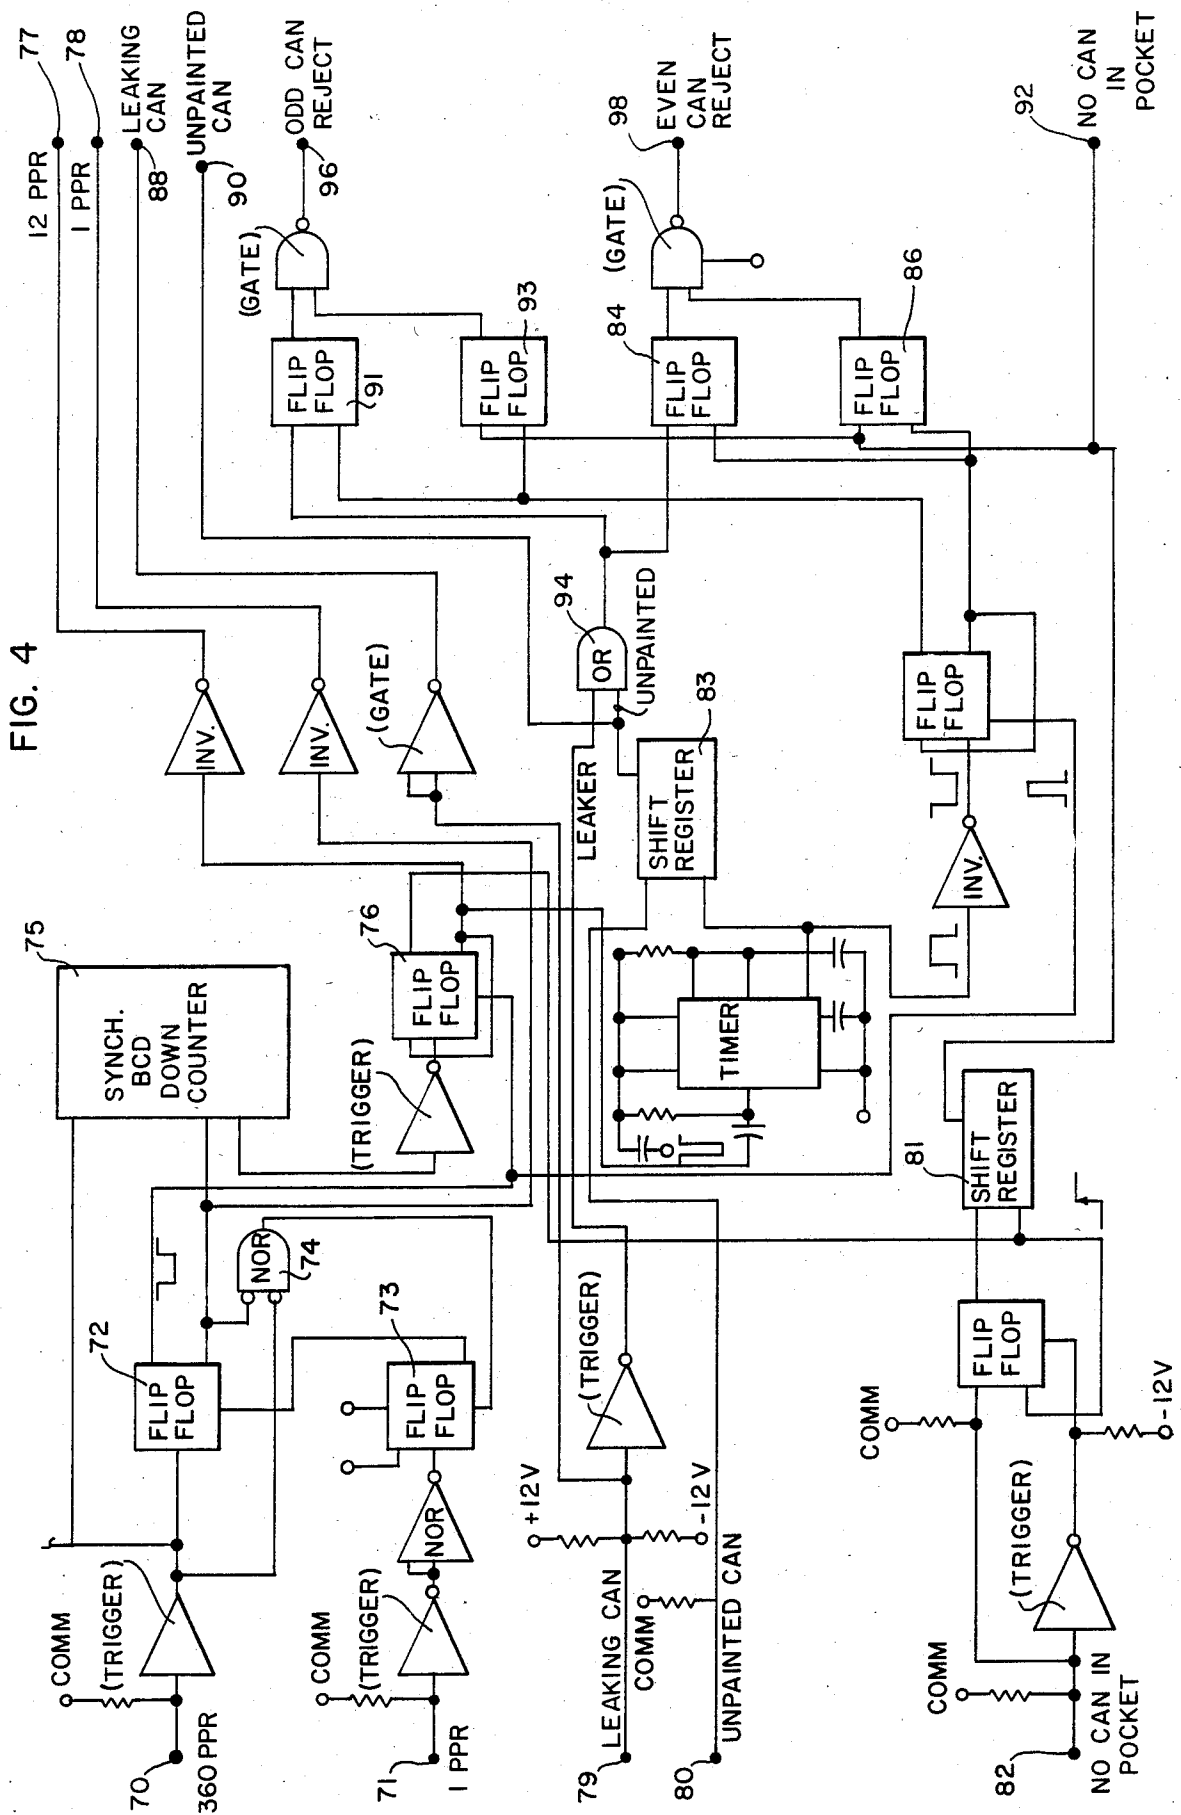 FIG. 4
77
12 PPR
78
1 PPR
LEAKING
CAN
88
UNPAINTED
CAN
90
ODD CAN
REJECT
96
(GATE)
EVEN
CAN
REJECT
98
(GATE)
NO CAN
IN
POCKET
92
FLIP
FLOP
91
FLIP
FLOP
93
FLIP
FLOP
84
FLIP
FLOP
86
INV.
INV.
(GATE)
OR
94
UNPAINTED
LEAKER
SHIFT
REGISTER
83
FLIP
FLOP
INV.
SYNCH.
BCD
DOWN
COUNTER
75
FLIP
FLOP
76
(TRIGGER)
TIMER
SHIFT
REGISTER
81
NOR
74
FLIP
FLOP
72
FLIP
FLOP
73
NOR
(TRIGGER)
FLIP
FLOP
COMM
-12V
COMM
(TRIGGER)
70
360 PPR
COMM
(TRIGGER)
71
1 PPR
+12V
-12V
LEAKING CAN
79
COMM
UNPAINTED CAN
80
(TRIGGER)
COMM
82
NO CAN IN
POCKET